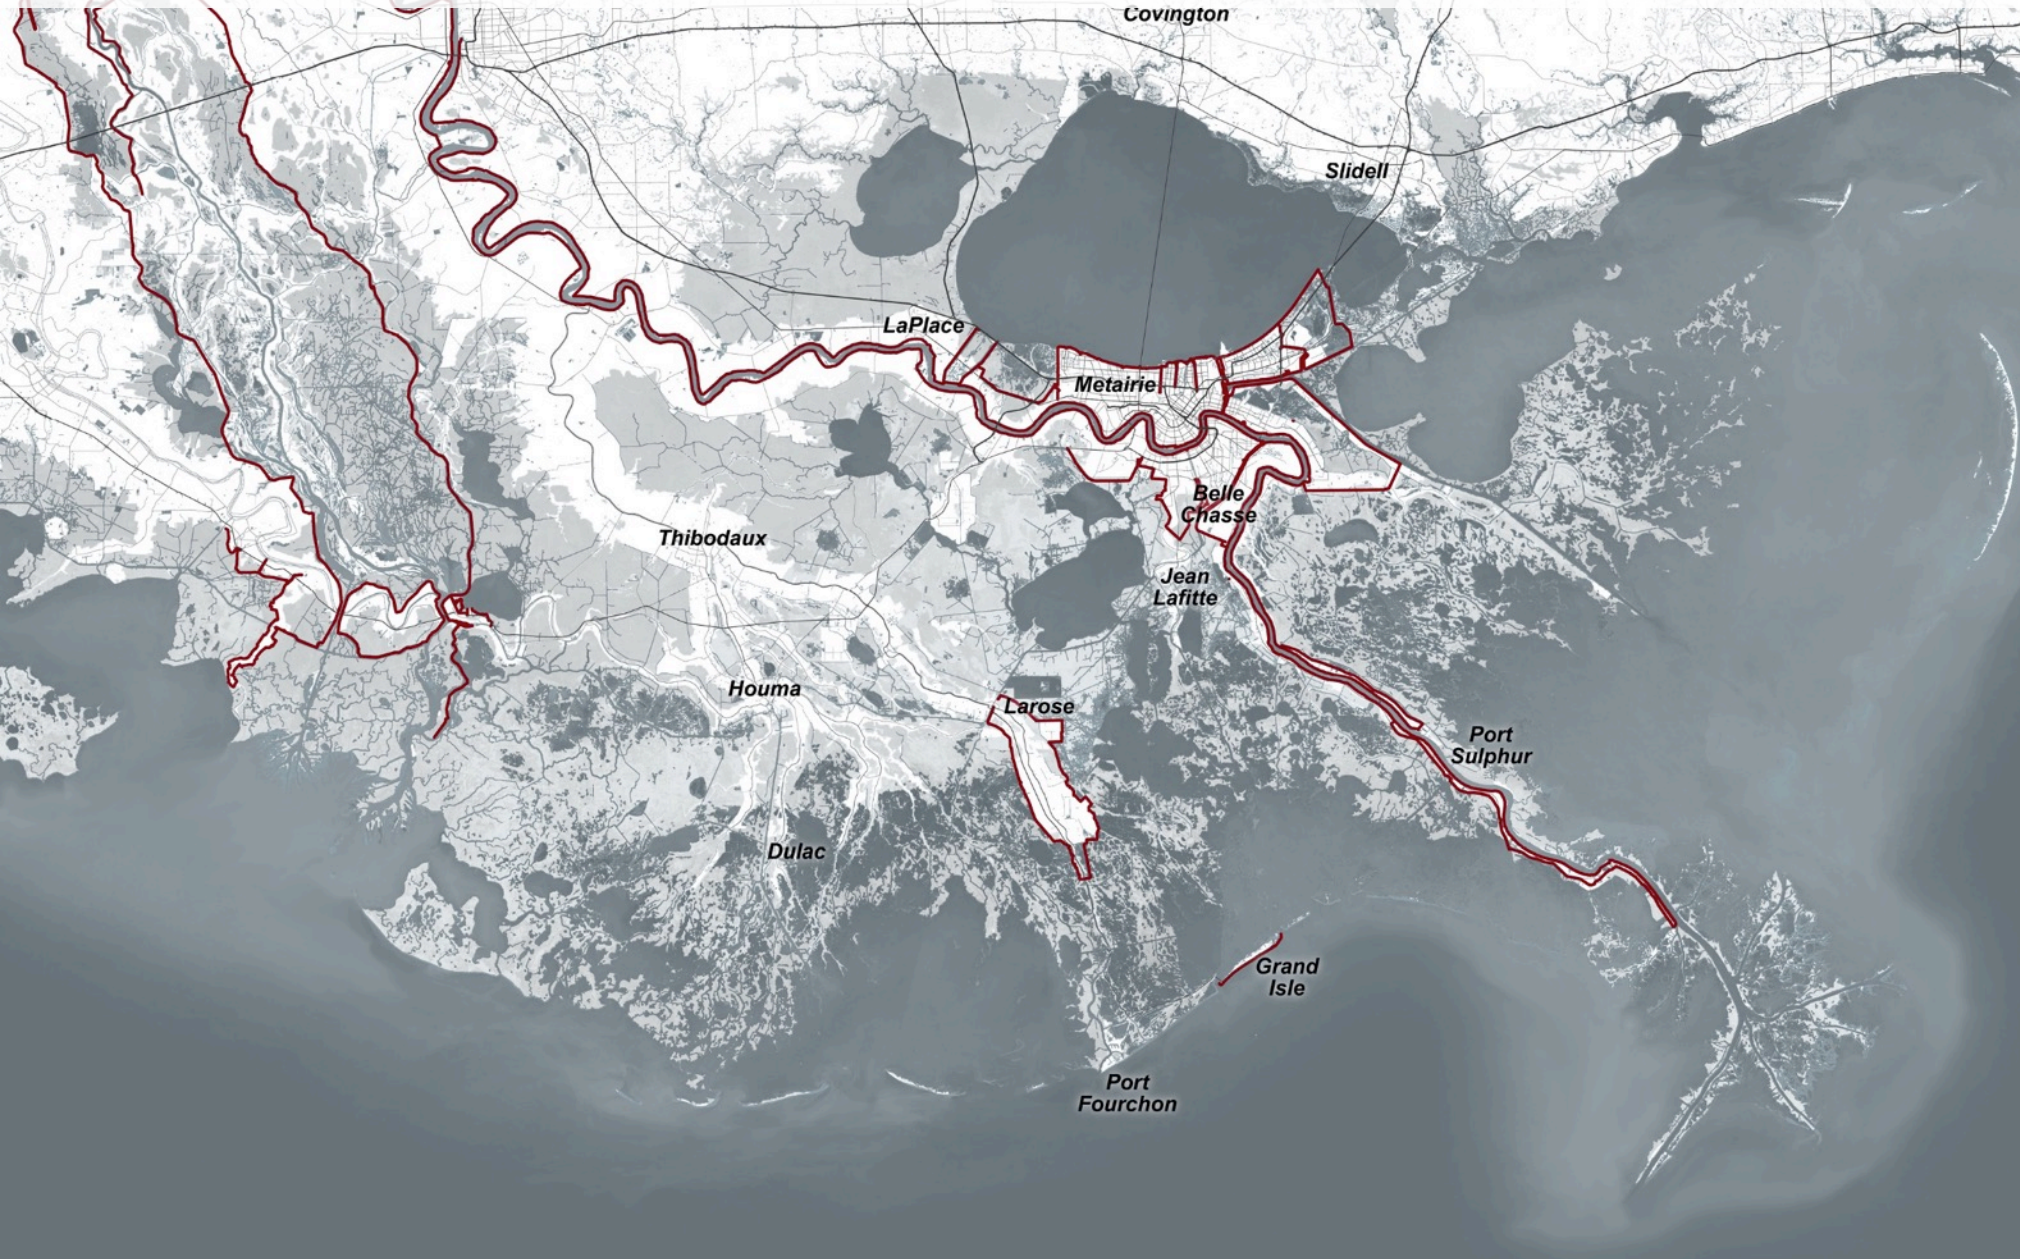 Covington
Slidell
LaPlace
Metairie
Belle
Chasse
Thibodaux
Jean
Lafitte
Houma
Larose
Port
Sulphur
Dulac
Grand
Isle
Port
Fourchon